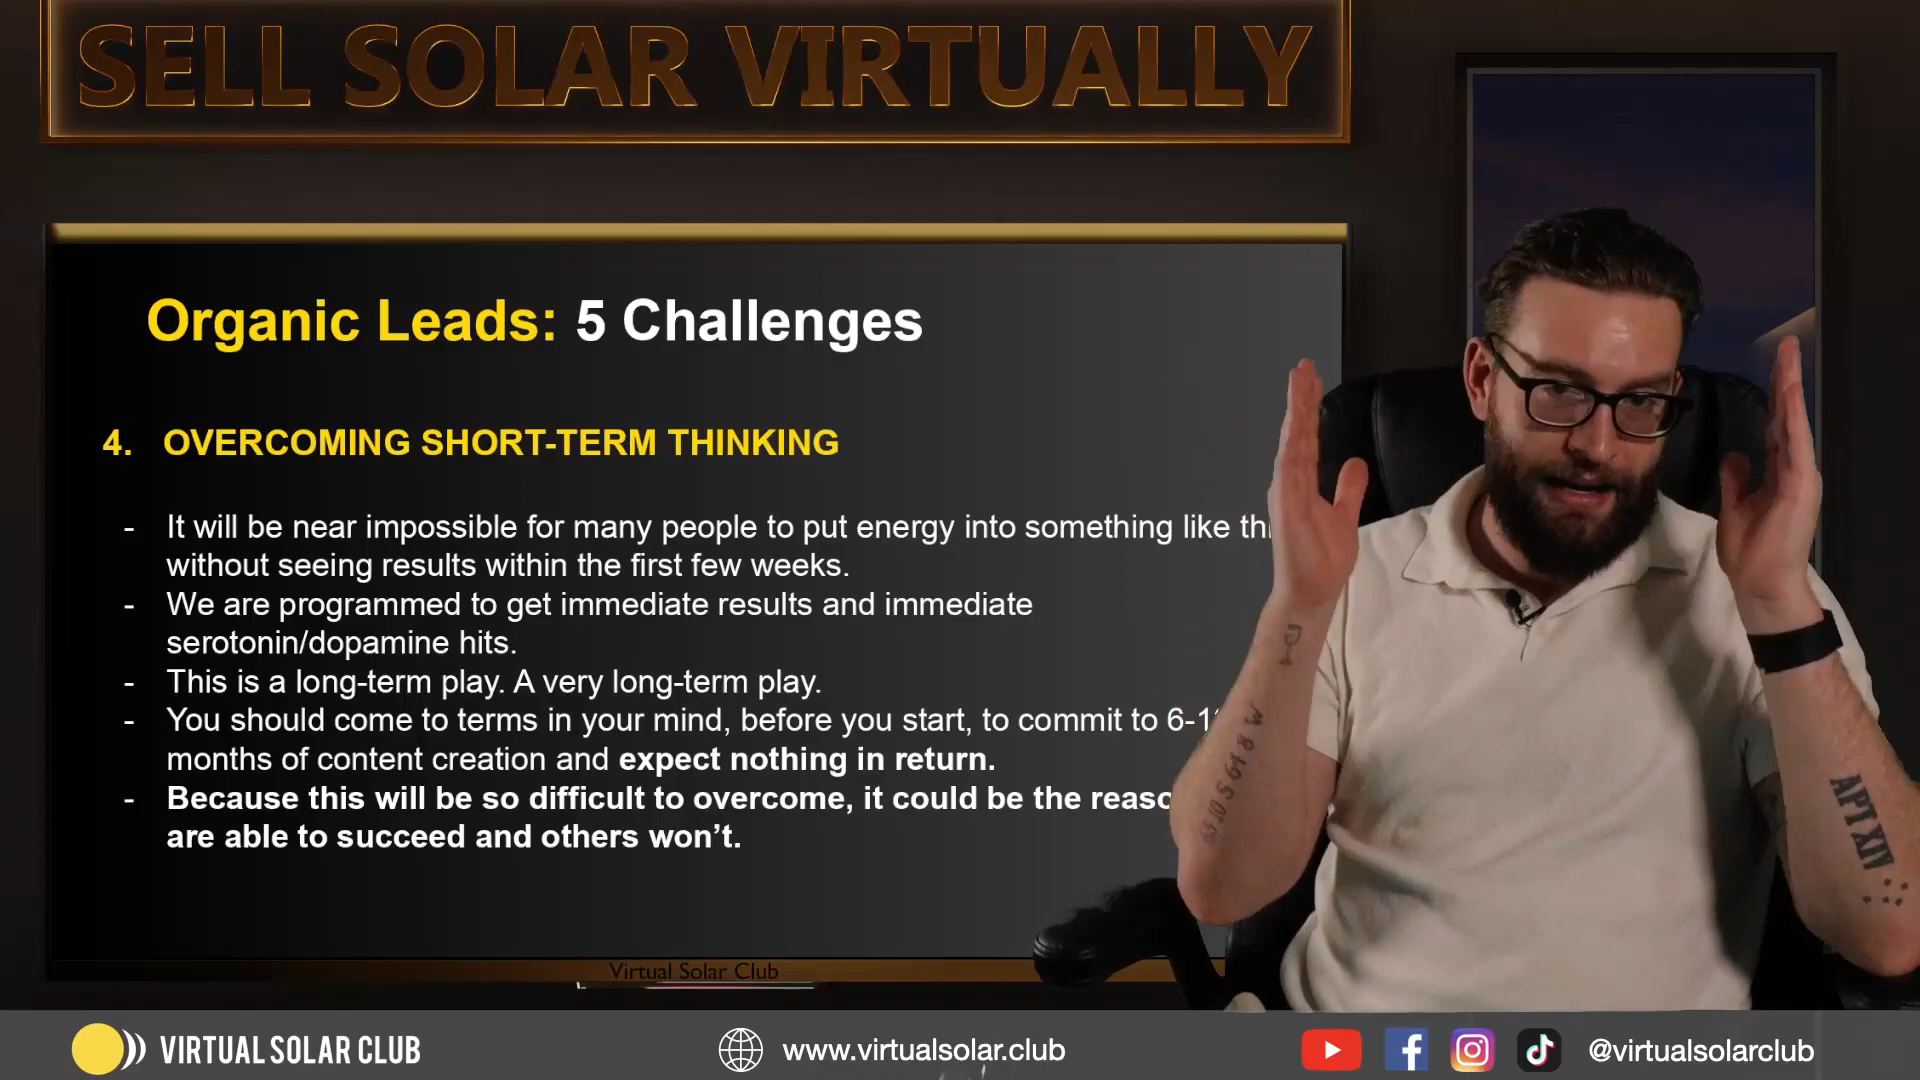 SELL SOLAR VIRTUALLY
Organic Leads: 5 Challenges
4. OVERCOMING SHORT-TERM THINKING
- It will be near impossible for many people to put energy into something like
without seeing results within the first few weeks.
- We are programmed to get immediate results and immediate
serotonin/dopamine hits.
- This is a long-term play. A very long-term play.
- You should come to terms in your mind, before you start, to commit to
months of content creation and expect nothing in return.
- Because this will be so difficult to overcome, it could be the
are able to succeed and others won't.
APT XIV
Virtual Solar Club
VIRTUAL SOLAR CLUB
www.virtualsolar.club
@virtualsolarclub